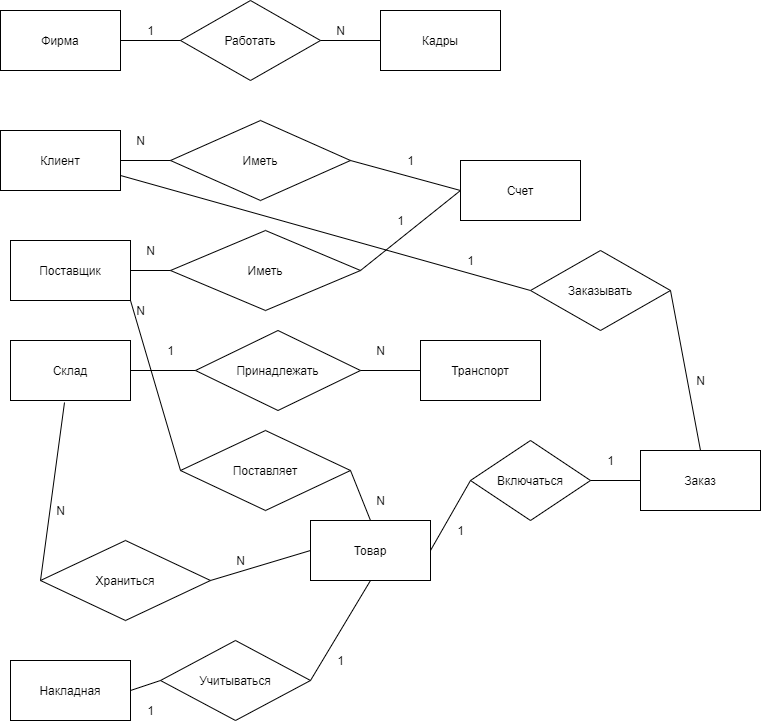 Фирма
1
Работать
N
Кадры
Клиент
N
Иметь
1
Счет
Поставщик
N
Иметь
1
1
Заказывать
N
N
Склад
1
Принадлежать
N
Транспорт
Поставляет
N
Включаться
1
Заказ
1
N
Товар
Храниться
N
Накладная
1
Учитываться
1